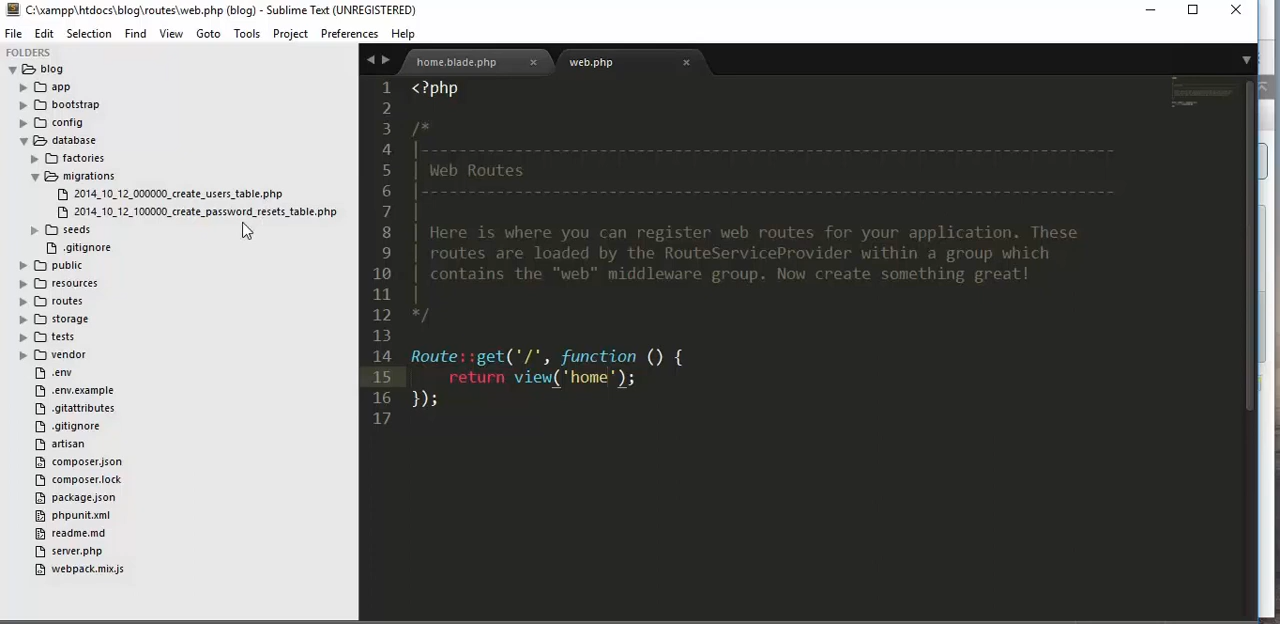 C:\xampp\htdocs\blog\routes\web.php (blog) - Sublime Text (UNREGISTERED)
File Edit Selection Find View Goto Tools Project Preferences Help
FOLDERS
blog
app
bootstrap
config
database
factories
migrations
2014_10_12_000000_create_users_table.php
2014_10_12_100000_create_password_resets_table.php
seeds
.gitignore
public
resources
routes
storage
tests
vendor
.env
.env.example
.gitattributes
.gitignore
artisan
composer.json
composer.lock
package.json
phpunit.xml
readme.md
server.php
webpack.mix.js
home.blade.php web.php
1 <?php
2
3 /*
4 |--------------------------------------------------------------------------
5 | Web Routes
6 |--------------------------------------------------------------------------
7 |
8 | Here is where you can register web routes for your application. These
9 | routes are loaded by the RouteServiceProvider within a group which
10 | contains the "web" middleware group. Now create something great!
11 |
12 */
13
14 Route::get('/', function () {
15 return view('home');
16 });
17